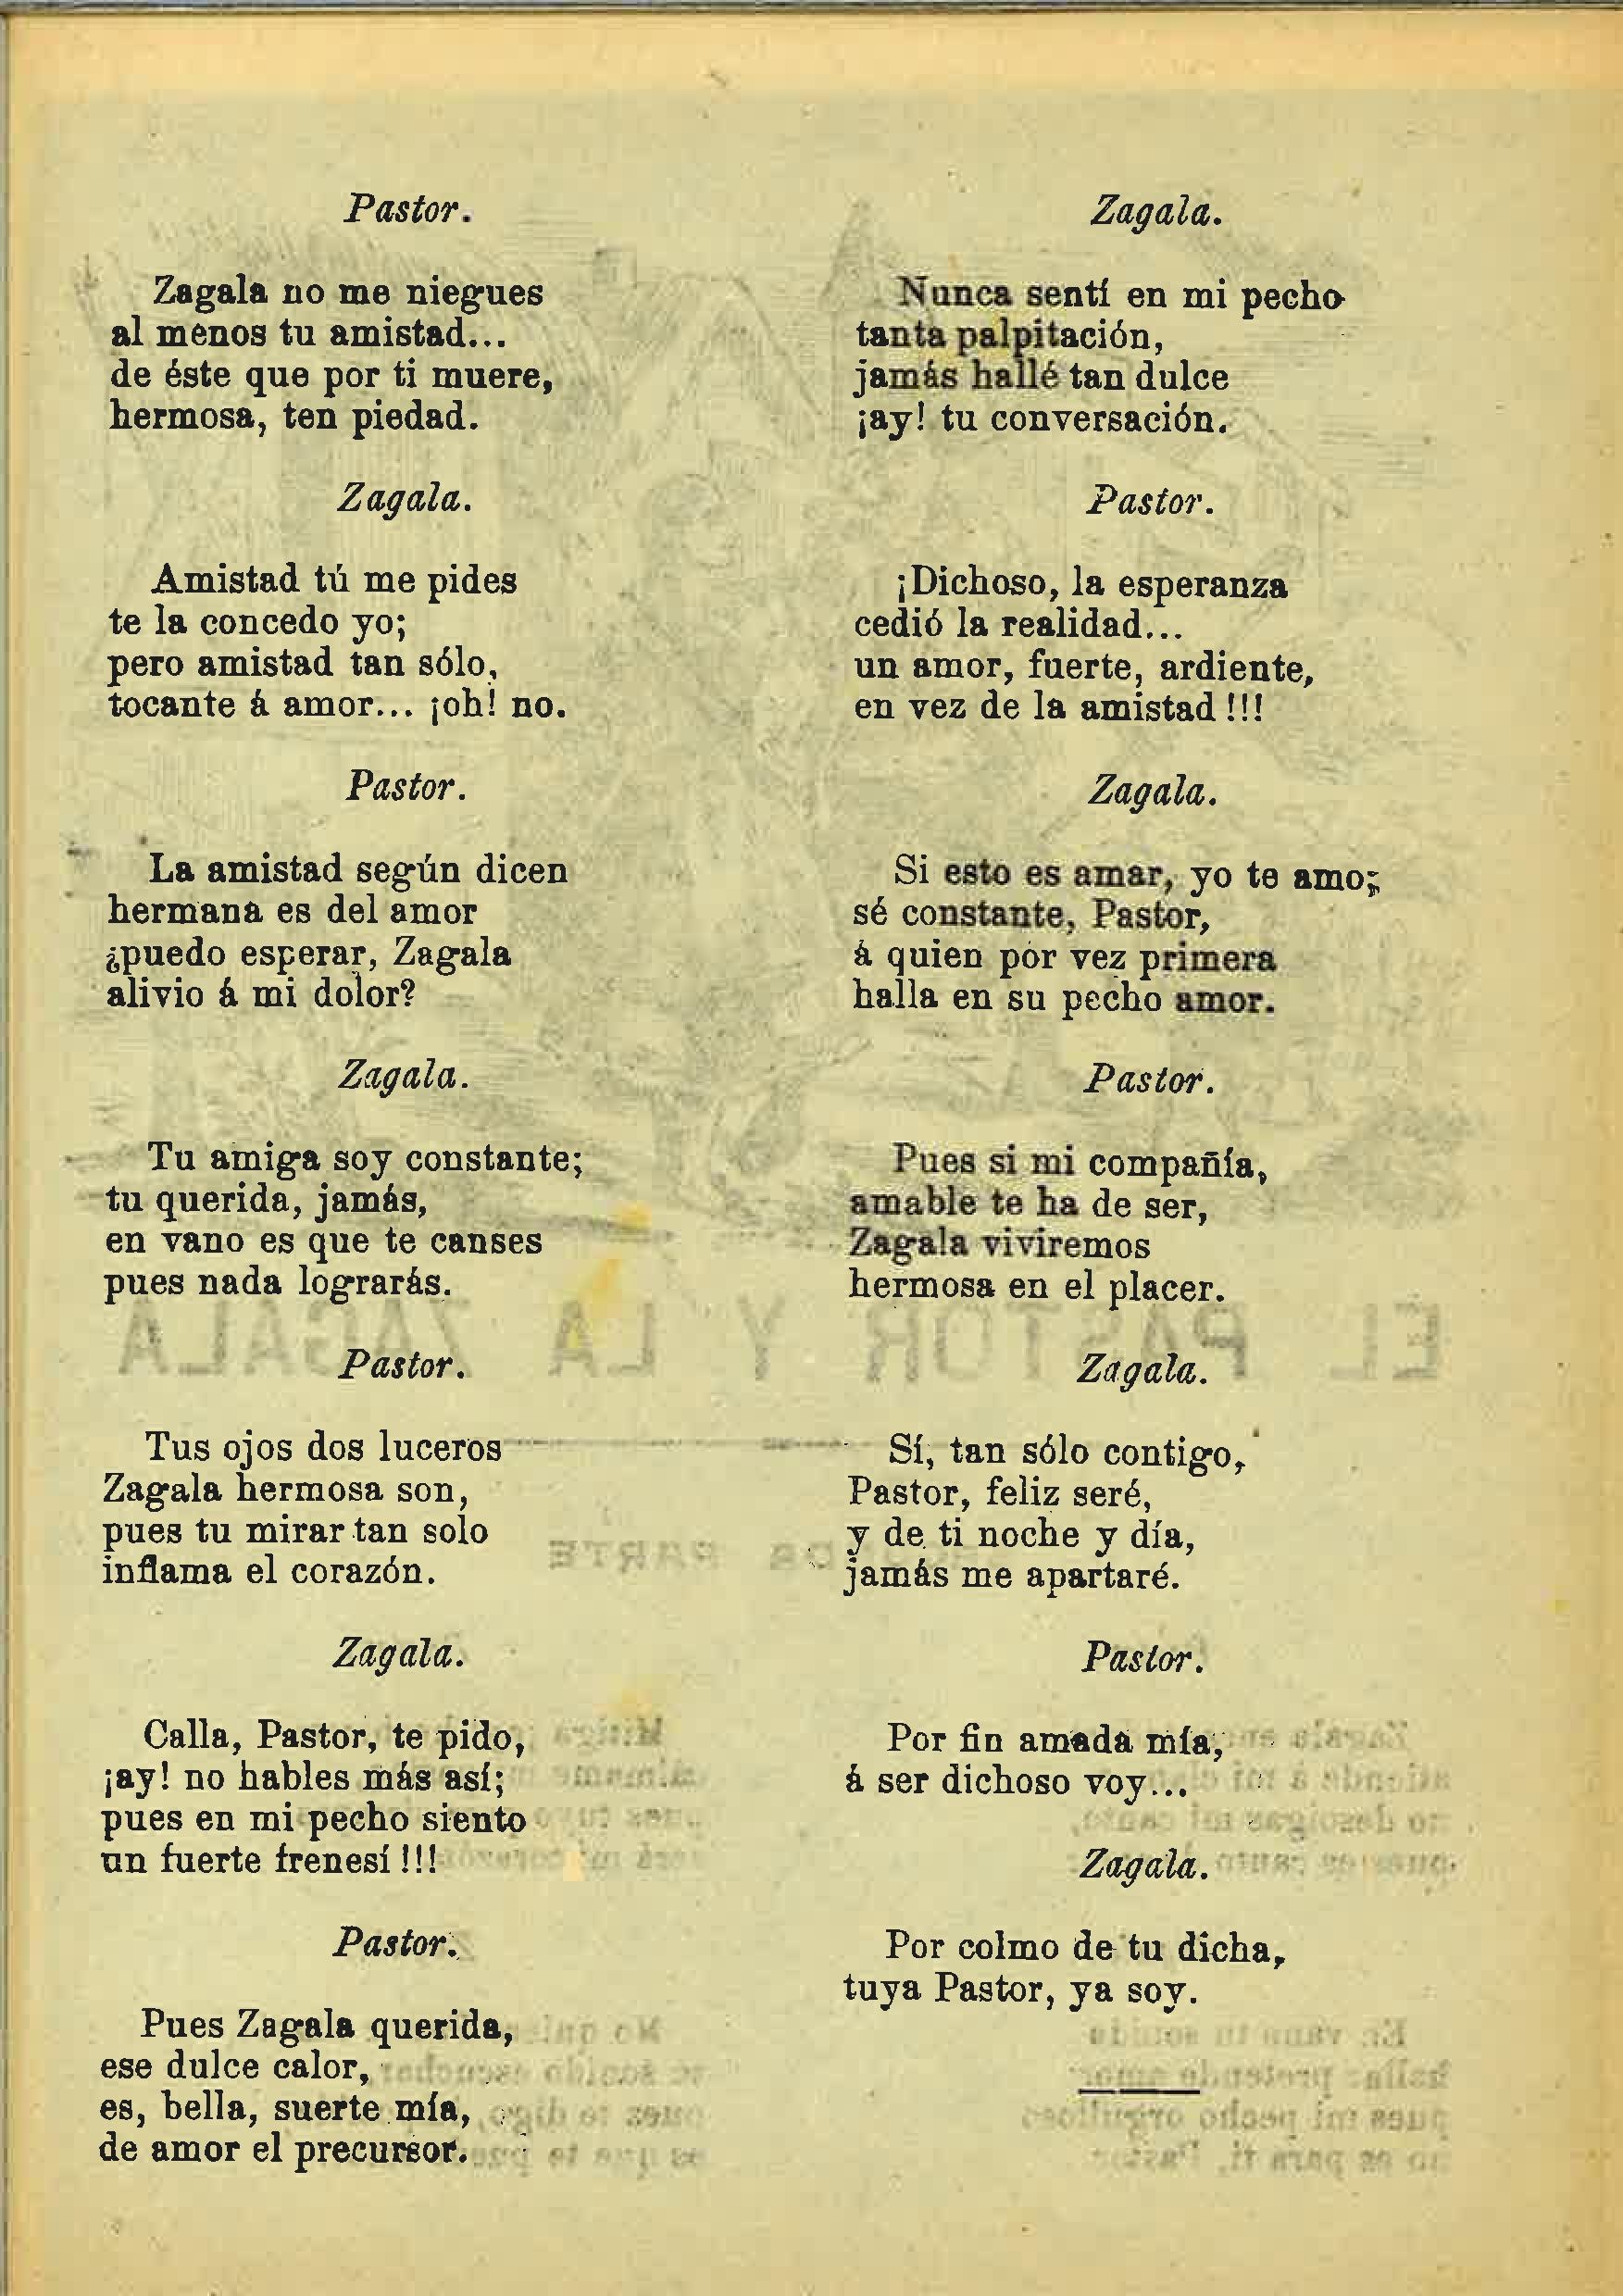 Pastor.
Zagala no me niegues
al menos tu amistad...
de éste que por ti muere,
hermosa, ten piedad.
Zagala.
Amistad tú me pides
te la concedo yo;
pero amistad tan sólo,
tocante á amor... ¡oh! no.
Pastor.
La amistad según dicen
hermana es del amor
¿puedo esperar, Zagala
alivio á mi dolor?
Zagala.
Tu amiga soy constante;
tu querida, jamás,
en vano es que te canses
pues nada lograrás.
Pastor.
Tus ojos dos luceros
Zagala hermosa son,
pues tu mirar tan solo
inflama el corazón.
Zagala.
Calla, Pastor, te pido,
¡ay! no hables más así;
pues en mi pecho siento
un fuerte frenesí!!!
Pastor.
Pues Zagala querida,
ese dulce calor,
es, bella, suerte mía,
de amor el precursor.
Zagala.
Nunca sentí en mi pecho
tanta palpitación,
jamás hallé tan dulce
¡ay! tu conversación.
Pastor.
¡Dichoso, la esperanza
cedió la realidad...
un amor, fuerte, ardiente,
en vez de la amistad!!!
Zagala.
Si esto es amar, yo te amo;
sé constante, Pastor,
á quien por vez primera
halla en su pecho amor.
Pastor.
Pues si mi compañía,
amable te ha de ser,
Zagala viviremos
hermosa en el placer.
Zagala.
Sí, tan sólo contigo,
Pastor, feliz seré,
y de ti noche y día,
jamás me apartaré.
Pastor.
Por fin amada mía,
á ser dichoso voy...
Zagala.
Por colmo de tu dicha,
tuya Pastor, ya soy.